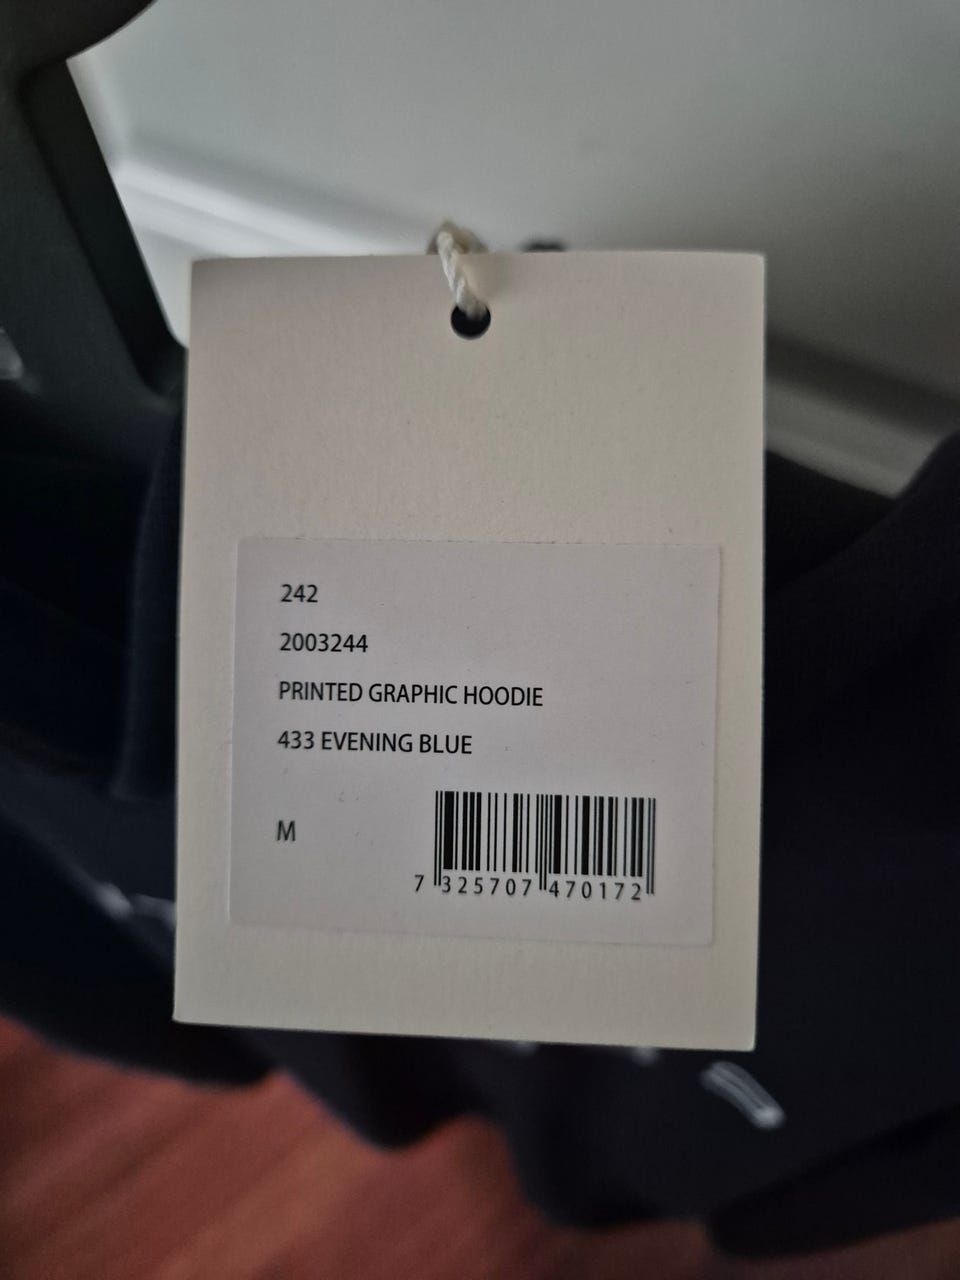 242
2003244
PRINTED GRAPHIC HOODIE
433 EVENING BLUE
M
7 325707 470172